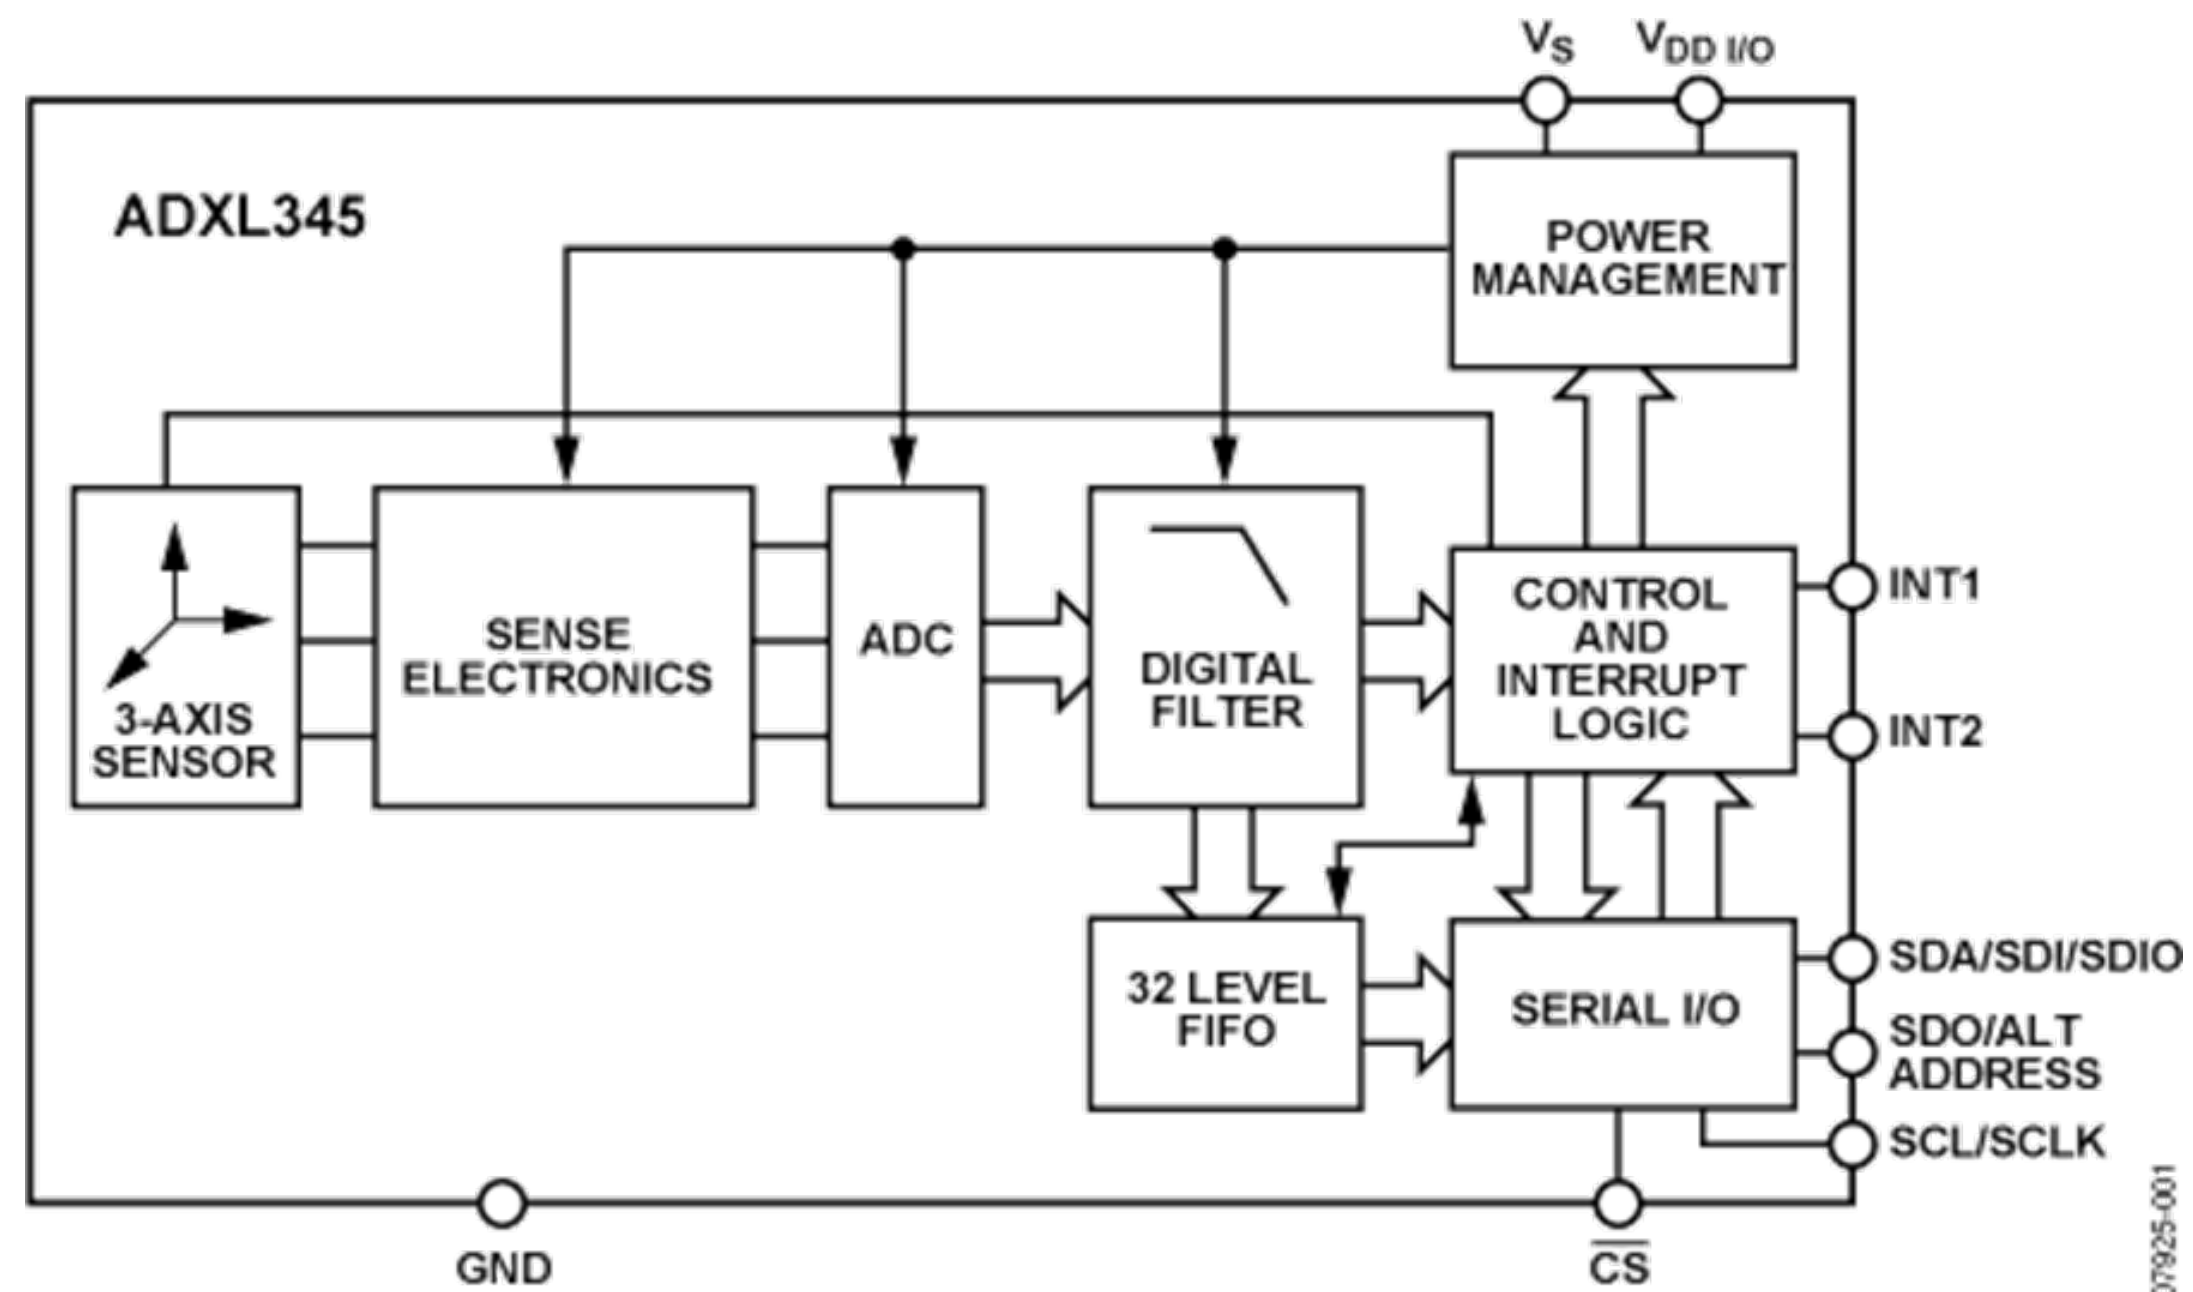 VS
VDD I/O
ADXL345
POWER
MANAGEMENT
3-AXIS
SENSOR
SENSE
ELECTRONICS
ADC
DIGITAL
FILTER
CONTROL
AND
INTERRUPT
LOGIC
INT1
INT2
32 LEVEL
FIFO
SERIAL I/O
SDA/SDI/SDIO
SDO/ALT
ADDRESS
SCL/SCLK
GND
CS
07925-001